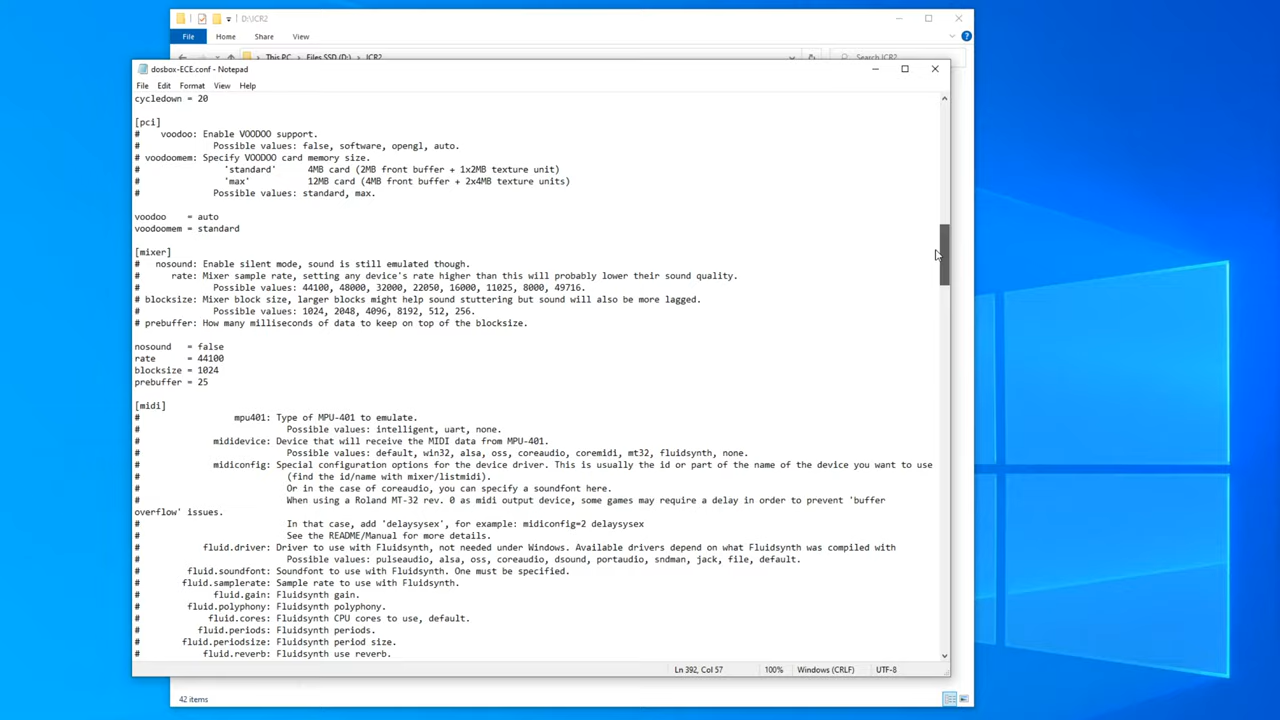 D:\ICR2
File Home Share View
This PC Files SSD (D:) ICR2 Search ICR2
dosbox-ECE.conf - Notepad
File Edit Format View Help
cycledown = 20
[pci]
# voodoo: Enable VOODOO support.
# Possible values: false, software, opengl, auto.
# voodoomem: Specify VOODOO card memory size.
# 'standard' 4MB card (2MB front buffer + 1x2MB texture unit)
# 'max' 12MB card (4MB front buffer + 2x4MB texture units)
# Possible values: standard, max.
voodoo = auto
voodoomem = standard
[mixer]
# nosound: Enable silent mode, sound is still emulated though.
# rate: Mixer sample rate, setting any device's rate higher than this will probably lower their sound quality.
# Possible values: 44100, 48000, 32000, 22050, 16000, 11025, 8000, 49716.
# blocksize: Mixer block size, larger blocks might help sound stuttering but sound will also be more lagged.
# Possible values: 1024, 2048, 4096, 8192, 512, 256.
# prebuffer: How many milliseconds of data to keep on top of the blocksize.
nosound = false
rate = 44100
blocksize = 1024
prebuffer = 25
[midi]
# mpu401: Type of MPU-401 to emulate.
# Possible values: intelligent, uart, none.
# mididevice: Device that will receive the MIDI data from MPU-401.
# Possible values: default, win32, alsa, oss, coreaudio, coremidi, mt32, fluidsynth, none.
# midiconfig: Special configuration options for the device driver. This is usually the id or part of the name of the device you want to use
# (find the id/name with mixer/listmidi).
# Or in the case of coreaudio, you can specify a soundfont here.
# When using a Roland MT-32 rev. 0 as midi output device, some games may require a delay in order to prevent 'buffer
overflow' issues.
# In that case, add 'delaysysex', for example: midiconfig=2 delaysysex
# See the README/Manual for more details.
# fluid.driver: Driver to use with Fluidsynth, not needed under Windows. Available drivers depend on what Fluidsynth was compiled with
# Possible values: pulseaudio, alsa, oss, coreaudio, dsound, portaudio, sndman, jack, file, default.
# fluid.soundfont: Soundfont to use with Fluidsynth. One must be specified.
# fluid.samplerate: Sample rate to use with Fluidsynth.
# fluid.gain: Fluidsynth gain.
# fluid.polyphony: Fluidsynth polyphony.
# fluid.cores: Fluidsynth CPU cores to use, default.
# fluid.periods: Fluidsynth periods.
# fluid.periodsize: Fluidsynth period size.
# fluid.reverb: Fluidsynth use reverb.
Ln 392, Col 57 100% Windows (CRLF) UTF-8
42 items